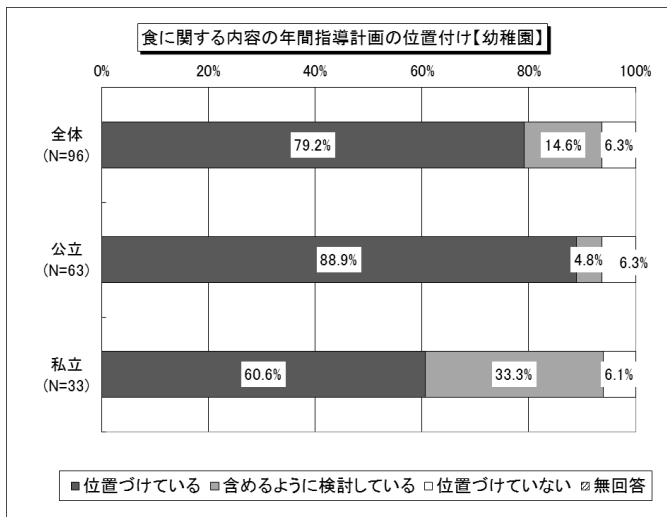 食に関する内容の年間指導計画の位置付け【幼稚園】
0% 20% 40% 60% 80% 100%
全体
(N=96)
79.2% 14.6% 6.3%
公立
(N=63)
88.9% 4.8% 6.3%
私立
(N=33)
60.6% 33.3% 6.1%
位置づけている 含めるように検討している 位置づけていない 無回答